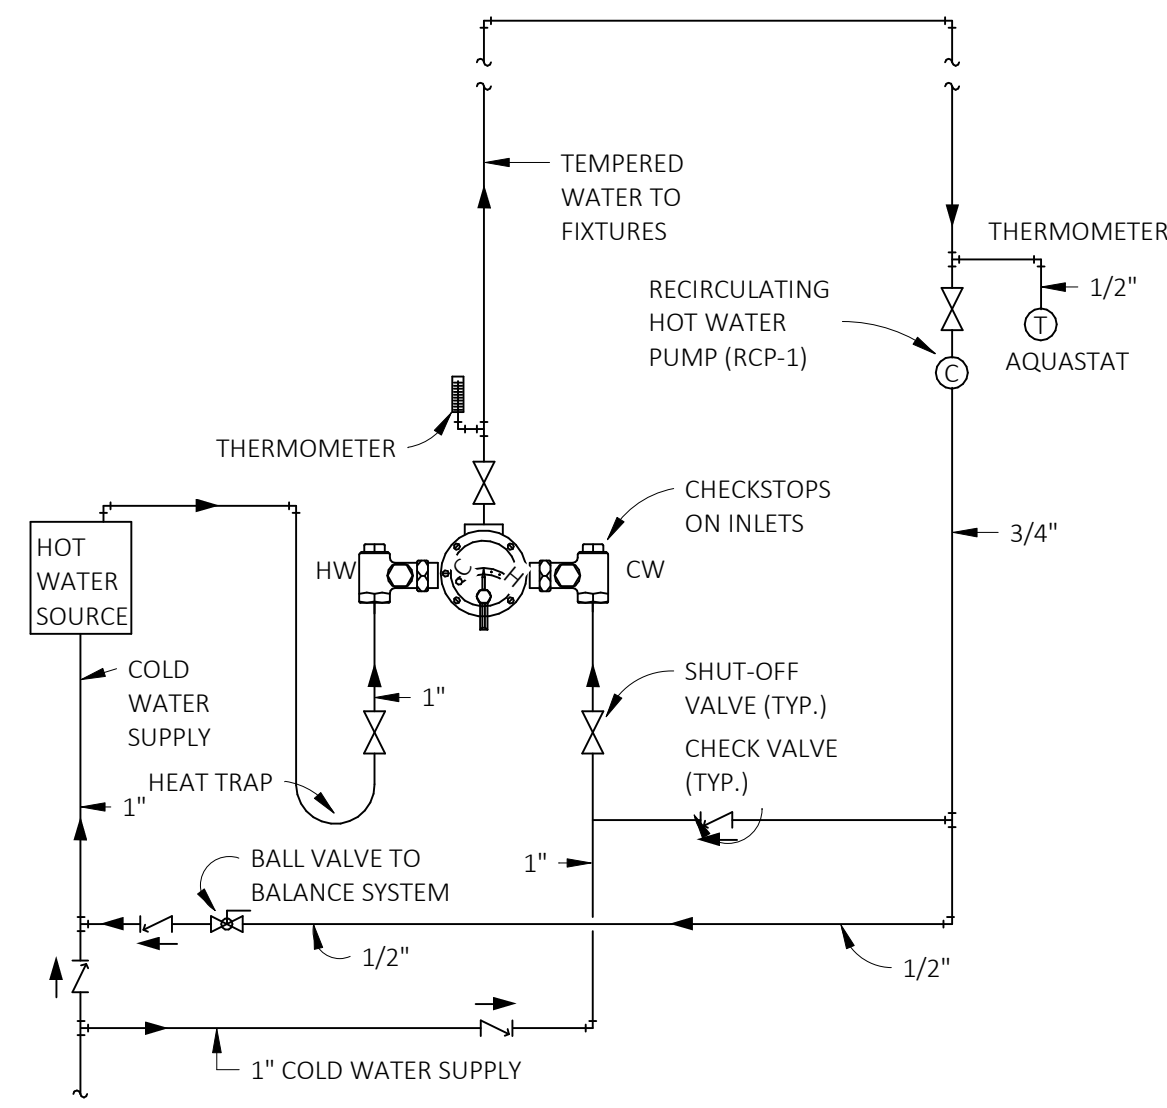 TEMPERED
WATER TO
FIXTURES
THERMOMETER
1/2"
T
AQUASTAT
RECIRCULATING
HOT WATER
PUMP (RCP-1)
C
THERMOMETER
CHECKSTOPS
ON INLETS
3/4"
HOT
WATER
SOURCE
HW
C
H
CW
COLD
WATER
SUPPLY
1"
SHUT-OFF
VALVE (TYP.)
CHECK VALVE
(TYP.)
HEAT TRAP
1"
BALL VALVE TO
BALANCE SYSTEM
1"
1/2"
1/2"
1" COLD WATER SUPPLY